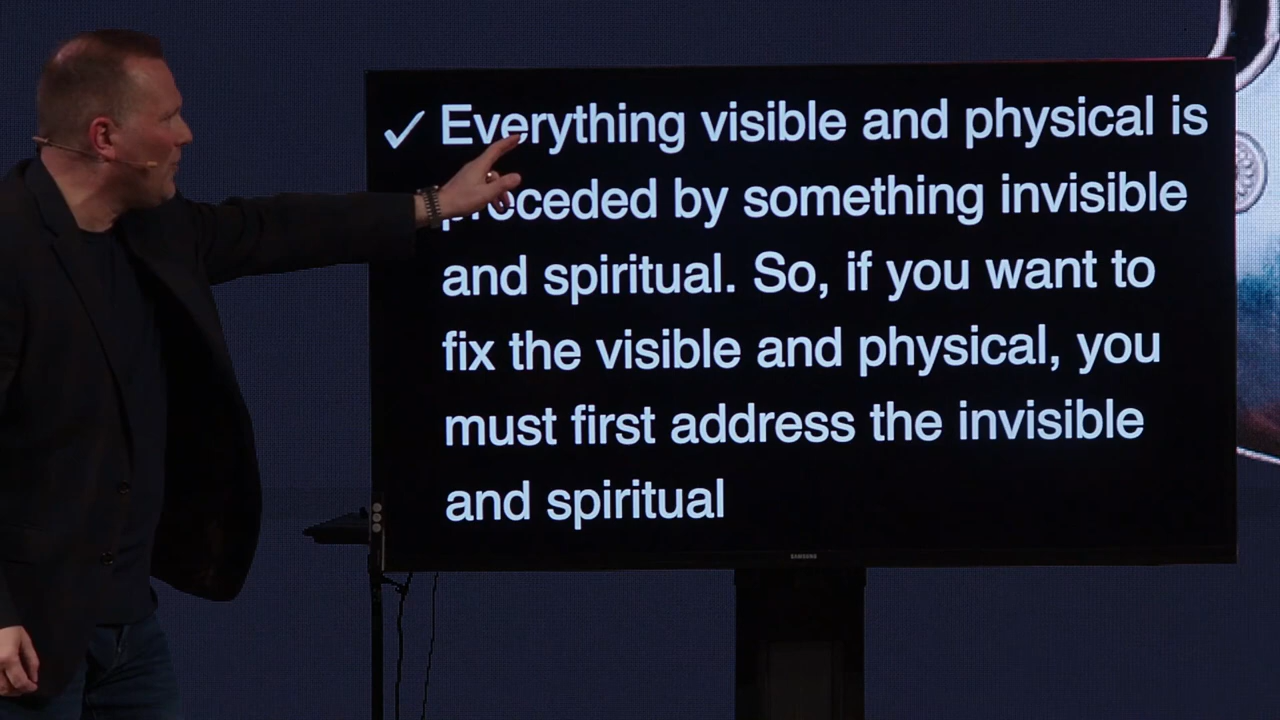 ✓ Everything visible and physical is
preceded by something invisible
and spiritual. So, if you want to
fix the visible and physical, you
must first address the invisible
and spiritual
SAMSUNG